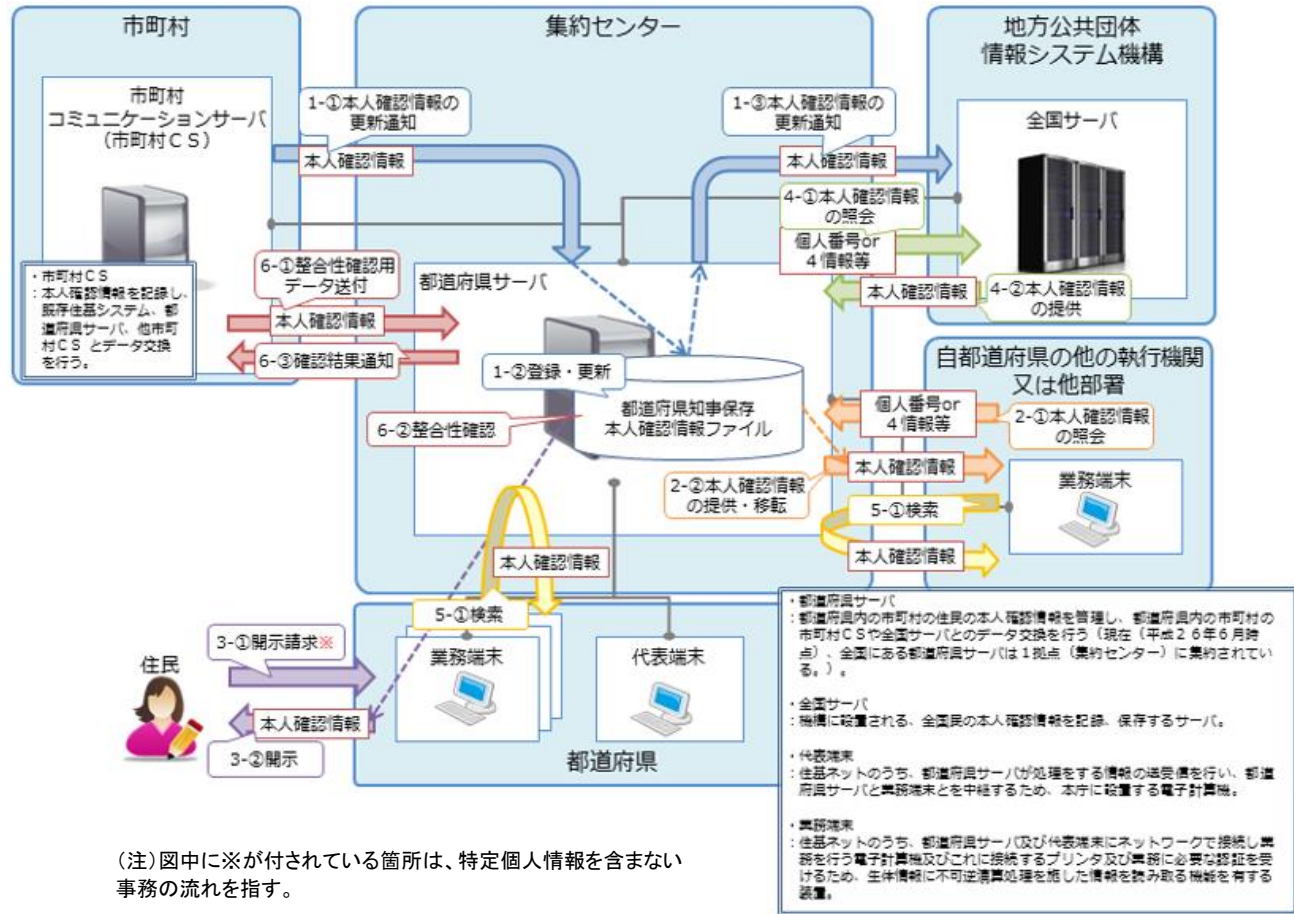 市町村
市町村
コミュニケーションサーバ
（市町村ＣＳ）
・市町村ＣＳ
：本人確認情報を記録し、
既存住基システム、都
道府県サーバ、他市町
村ＣＳ とデータ交換
を行う。
集約センター
1-①本人確認情報の
更新通知
本人確認情報
1-③本人確認情報の
更新通知
本人確認情報
地方公共団体
情報システム機構
全国サーバ
4-①本人確認情報
の照会
個人番号or
４情報等
本人確認情報
4-②本人確認情報
の提供
6-①整合性確認用
データ送付
本人確認情報
6-③確認結果通知
都道府県サーバ
1-②登録・更新
6-②整合性確認
都道府県知事保存
本人確認情報ファイル
自都道府県の他の執行機関
又は他部署
個人番号or
４情報等
2-①本人確認情報
の照会
本人確認情報
2-②本人確認情報
の提供・移転
業務端末
5-①検索
本人確認情報
本人確認情報
5-①検索
業務端末
代表端末
都道府県
住民
3-①開示請求※
本人確認情報
3-②開示
・都道府県サーバ
：都道府県内の市町村の住民の本人確認情報を管理し、都道府県内の市町村の
市町村ＣＳや全国サーバとのデータ交換を行う（現在（平成２６年６月時
点）、全国にある都道府県サーバは１拠点（集約センター）に集約されてい
る。）。
・全国サーバ
：機構に設置される、全国民の本人確認情報を記録、保存するサーバ。
・代表端末
：住基ネットのうち、都道府県サーバが処理をする情報の送受信を行い、都道
府県サーバと業務端末とを中継するため、本庁に設置する電子計算機。
・業務端末
：住基ネットのうち、都道府県サーバ及び代表端末にネットワークで接続し業
務を行う電子計算機及びこれに接続するプリンタ及び業務に必要な認証を受
けるため、生体情報に不可逆演算処理を施した情報を読み取る機能を有する
装置。
（注）図中に※が付されている箇所は、特定個人情報を含まない
事務の流れを指す。